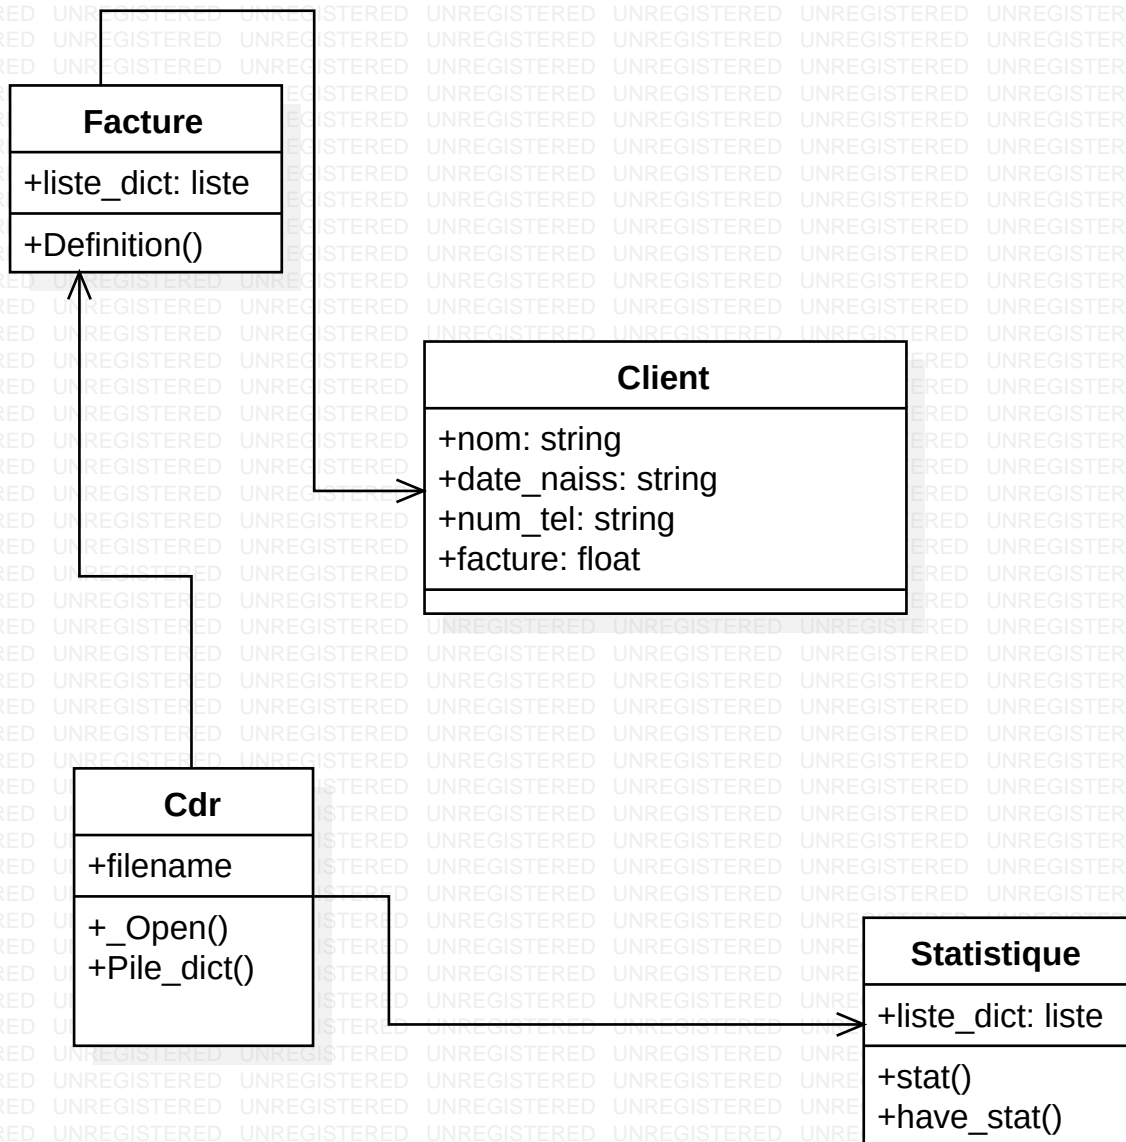 Facture
+liste_dict: liste
+Definition()
Client
+nom: string
+date_naiss: string
+num_tel: string
+facture: float
Cdr
+filename
+_Open()
+Pile_dict()
Statistique
+liste_dict: liste
+stat()
+have_stat()
UNREGISTERED